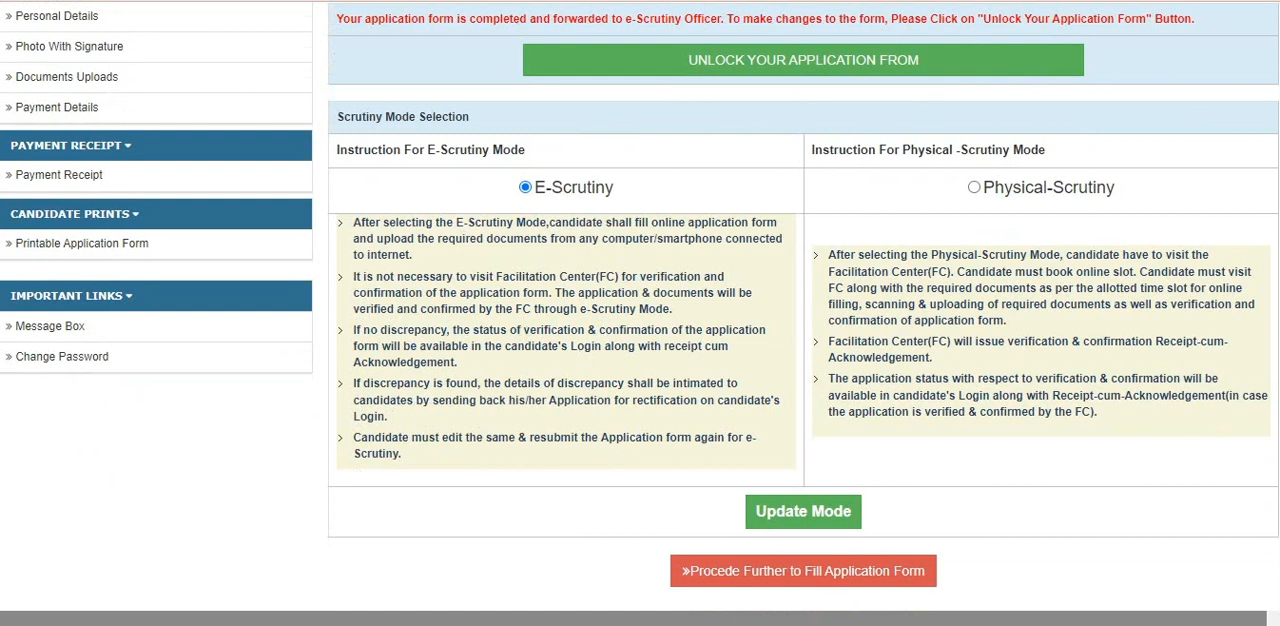 » Personal Details
» Photo With Signature
» Documents Uploads
» Payment Details
PAYMENT RECEIPT
» Payment Receipt
CANDIDATE PRINTS
» Printable Application Form
IMPORTANT LINKS
» Message Box
» Change Password
Your application form is completed and forwarded to e-Scrutiny Officer. To make changes to the form, Please Click on "Unlock Your Application Form" Button.
UNLOCK YOUR APPLICATION FROM
Scrutiny Mode Selection
Instruction For E-Scrutiny Mode
E-Scrutiny
After selecting the E-Scrutiny Mode,candidate shall fill online application form
and upload the required documents from any computer/smartphone connected
to internet.
It is not necessary to visit Facilitation Center(FC) for verification and
confirmation of the application form. The application & documents will be
verified and confirmed by the FC through e-Scrutiny Mode.
If no discrepancy, the status of verification & confirmation of the application
form will be available in the candidate's Login along with receipt cum
Acknowledgement.
If discrepancy is found, the details of discrepancy shall be intimated to
candidates by sending back his/her Application for rectification on candidate's
Login.
Candidate must edit the same & resubmit the Application form again for e-
Scrutiny.
Instruction For Physical -Scrutiny Mode
Physical-Scrutiny
After selecting the Physical-Scrutiny Mode, candidate have to visit the
Facilitation Center(FC). Candidate must book online slot. Candidate must visit
FC along with the required documents as per the allotted time slot for online
filling, scanning & uploading of required documents as well as verification and
confirmation of application form.
Facilitation Center(FC) will issue verification & confirmation Receipt-cum-
Acknowledgement.
The application status with respect to verification & confirmation will be
available in candidate's Login along with Receipt-cum-Acknowledgement(in case
the application is verified & confirmed by the FC).
Update Mode
»Procede Further to Fill Application Form